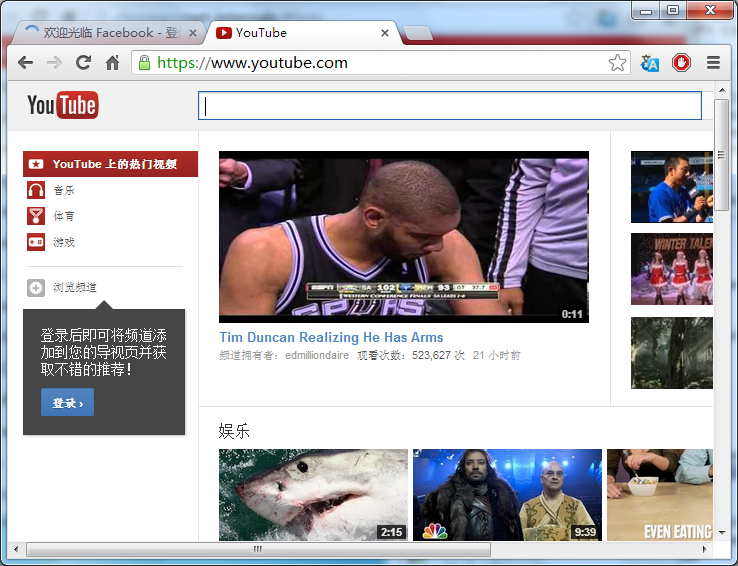 欢迎光临 Facebook - 登
YouTube
https://www.youtube.com
YouTube
YouTube 上的热门视频
音乐
体育
游戏
浏览频道
登录后即可将频道添
加到您的导视页并获
取不错的推荐！
登录 ›
ESPN SA 102 MEM 93 OT
WESTERN CONFERENCE FINALS SA LEADS 2-0
0:11
Tim Duncan Realizing He Has Arms
频道拥有者： edmilliondaire 观看次数：523,627 次 21 小时前
WINTER TALEN
娱乐
2:15
NBC
9:39
EVEN EATING